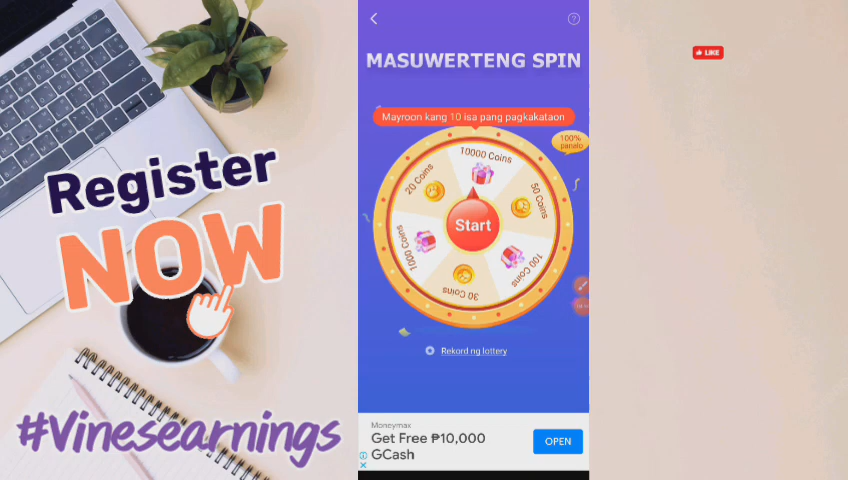 Register
NOW
#Vinesearnings
MASUWERTENG SPIN
Mayroon kang 10 isa pang pagkakataon
100%
panalo
10000 Coins
50 Coins
100 Coins
30 Coins
1000 Coins
20 Coins
Start
Rekord ng lottery
Moneymax
Get Free ₱10,000
GCash
OPEN
LIKE